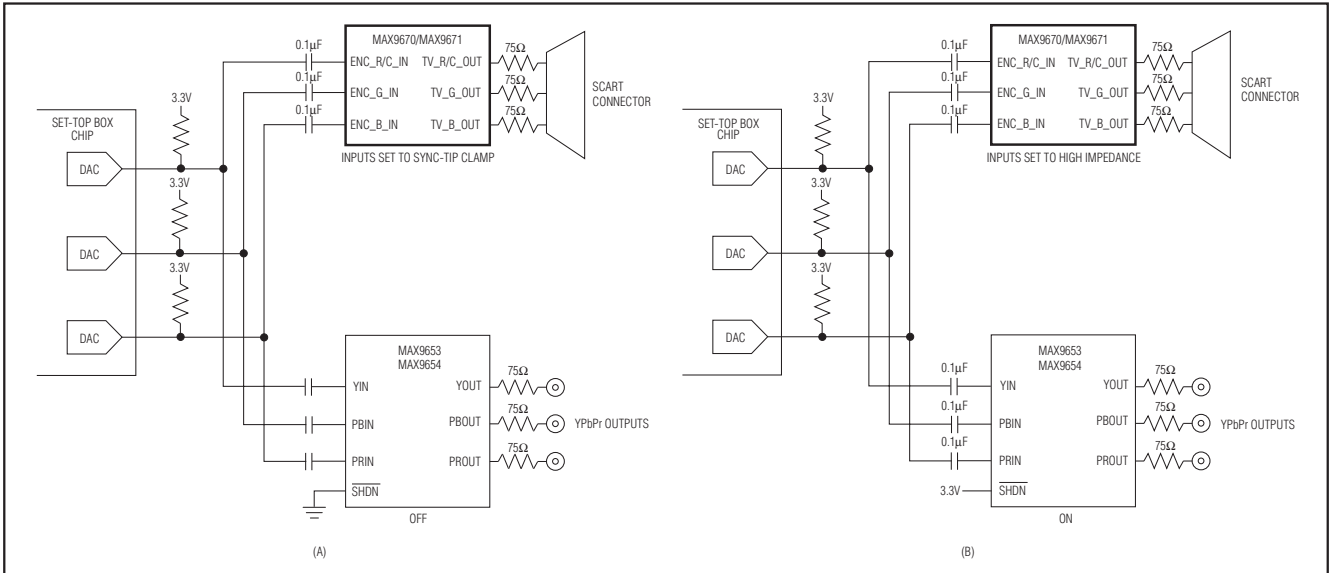 MAX9670/MAX9671
0.1µF
ENC_R/C_IN TV_R/C_OUT
75Ω
0.1µF
ENC_G_IN TV_G_OUT
75Ω
0.1µF
ENC_B_IN TV_B_OUT
75Ω
SCART
CONNECTOR
INPUTS SET TO SYNC-TIP CLAMP
SET-TOP BOX
CHIP
3.3V
DAC
3.3V
DAC
3.3V
DAC
MAX9653
MAX9654
YIN YOUT
75Ω
PBIN PBOUT
75Ω
YPbPr OUTPUTS
PRIN PROUT
75Ω
SHDN
OFF
(A)
MAX9670/MAX9671
0.1µF
ENC_R/C_IN TV_R/C_OUT
75Ω
0.1µF
ENC_G_IN TV_G_OUT
75Ω
0.1µF
ENC_B_IN TV_B_OUT
75Ω
SCART
CONNECTOR
INPUTS SET TO HIGH IMPEDANCE
SET-TOP BOX
CHIP
3.3V
DAC
3.3V
DAC
3.3V
DAC
MAX9653
MAX9654
0.1µF
YIN YOUT
75Ω
0.1µF
PBIN PBOUT
75Ω
YPbPr OUTPUTS
0.1µF
PRIN PROUT
75Ω
3.3V
SHDN
ON
(B)